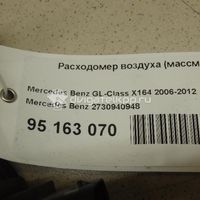 Расходомер воздуха (массм
Mercedes Benz GL-Class X164 2006-2012
Mercedes Benz 2730940948
95 163 070